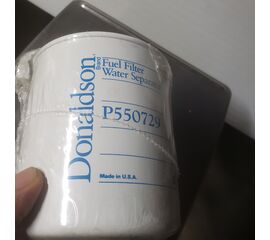 Donaldson
Fuel Filter
Water Separator
P550729
Made in U.S.A.